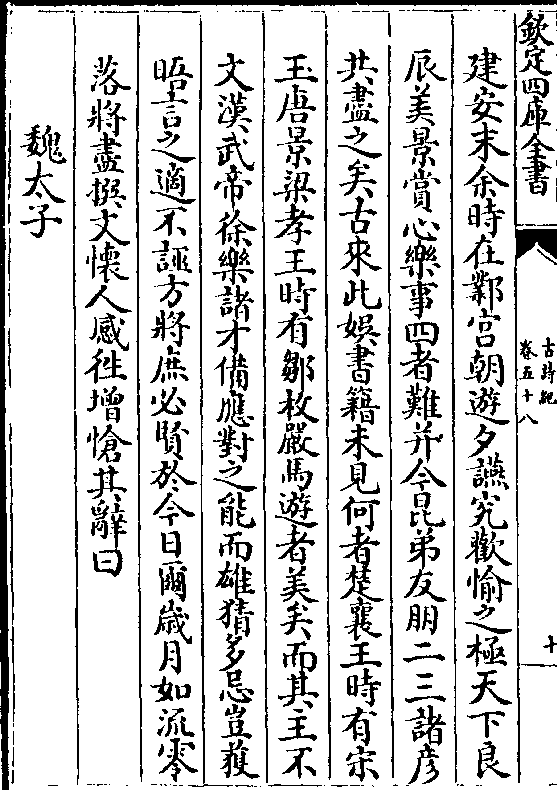 欽定四庫全書
古詩紀
卷五十八
十
建安末余時在鄴宮朝遊夕讌究歡愉之極天下良
辰美景賞心樂事四者難并今昆弟友朋二三諸彦
共盡之矣古來此娛書籍未見何者楚襄王時有宋
玉唐景梁孝王時有鄒枚嚴馬遊者美矣而其主不
文漢武帝徐樂諸才備應對之能而雄猜多忌豈獲
晤言之適不誣方將庶必賢於今日爾歳月如流零
落將盡撰文懷人感徃增愴其辭曰
魏太子